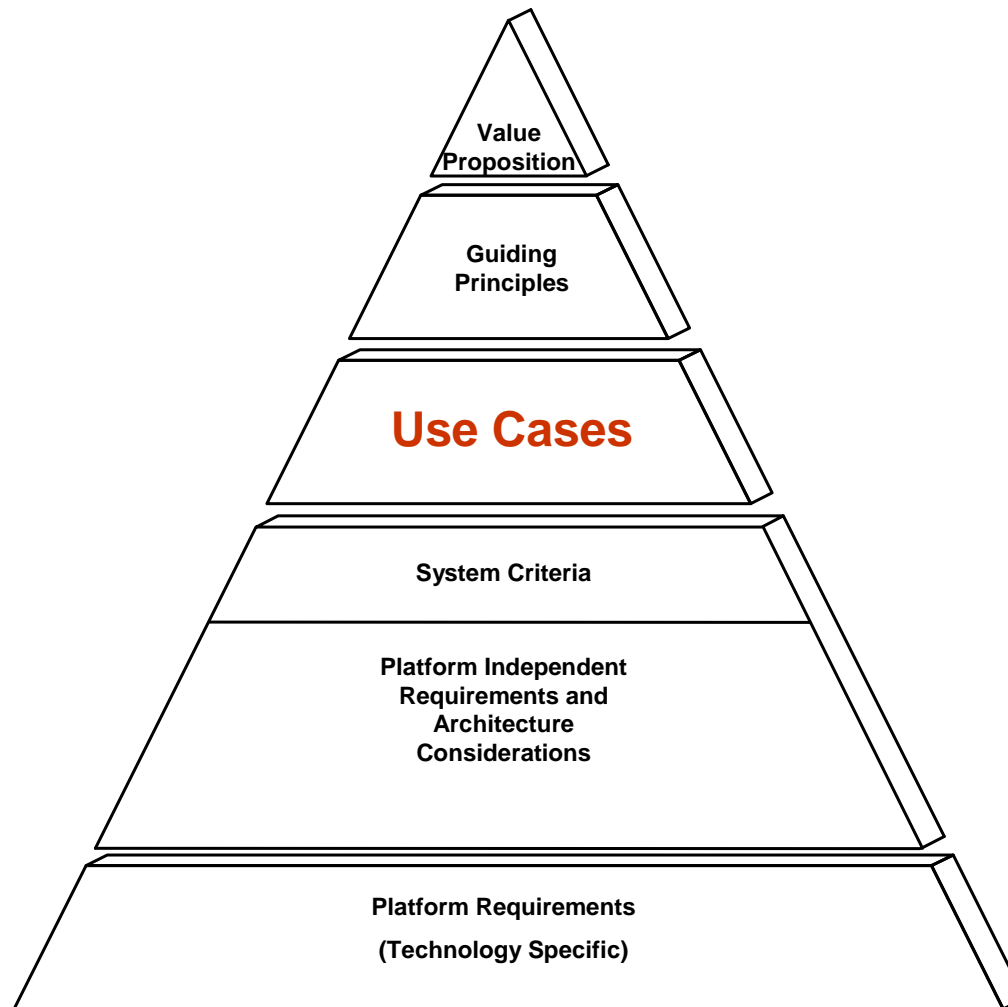 Value
Proposition
Guiding
Principles
Use Cases
System Criteria
Platform Independent
Requirements and
Architecture
Considerations
Platform Requirements
(Technology Specific)